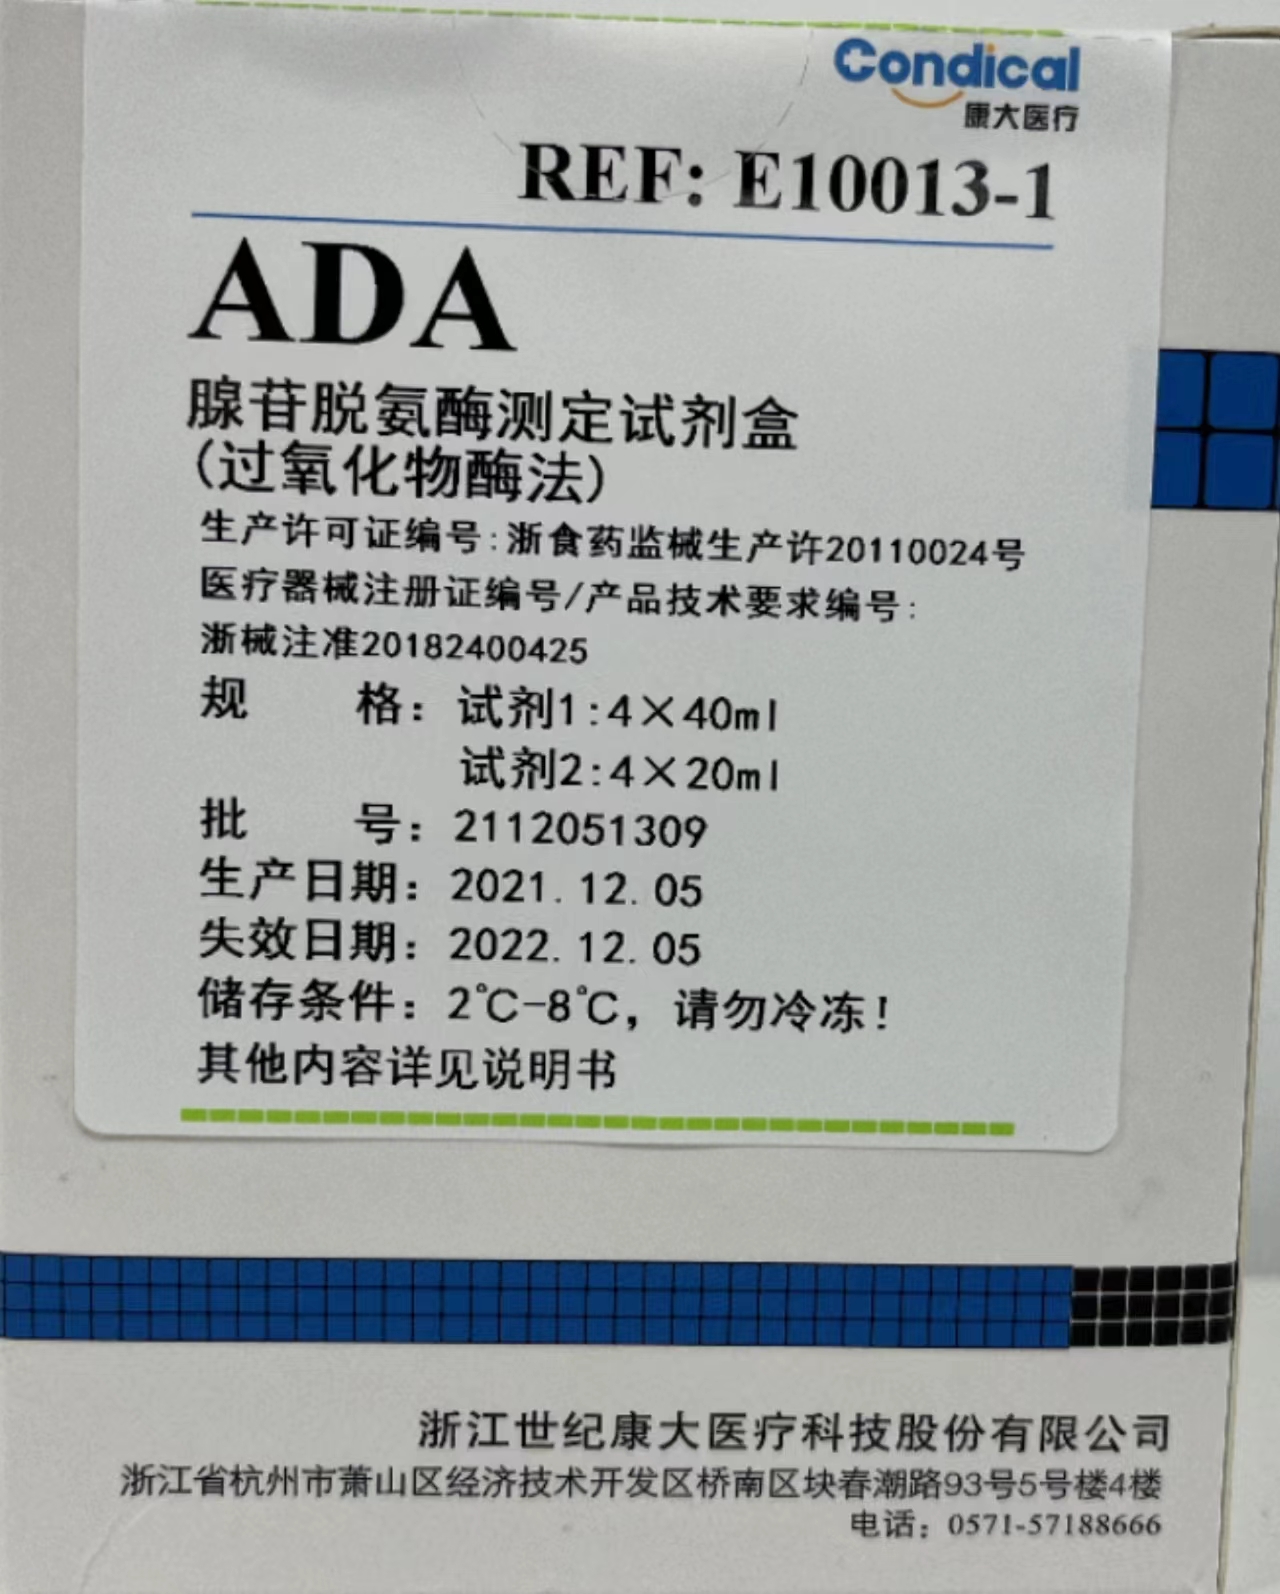 Condical
康大医疗
REF: E10013-1
ADA
腺苷脱氨酶测定试剂盒
(过氧化物酶法)
生产许可证编号:浙食药监械生产许20110024号
医疗器械注册证编号/产品技术要求编号:
浙械注准20182400425
规 格：试剂1:4×40ml
试剂2:4×20ml
批 号：2112051309
生产日期：2021.12.05
失效日期：2022.12.05
储存条件：2℃-8℃，请勿冷冻!
其他内容详见说明书
浙江世纪康大医疗科技股份有限公司
浙江省杭州市萧山区经济技术开发区桥南区块春潮路93号5号楼4楼
电话：0571-57188666